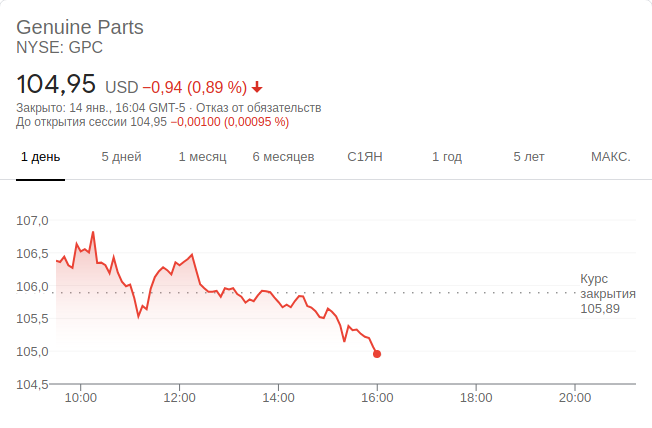 Genuine Parts
NYSE: GPC
104,95 USD −0,94 (0,89 %)
Закрыто: 14 янв., 16:04 GMT-5 · Отказ от обязательств
До открытия сессии 104,95 −0,00100 (0,00095 %)
1 день 5 дней 1 месяц 6 месяцев С1ЯН 1 год 5 лет МАКС.
107,0
106,5
106,0
105,5
105,0
104,5
Курс
закрытия
105,89
10:00 12:00 14:00 16:00 18:00 20:00